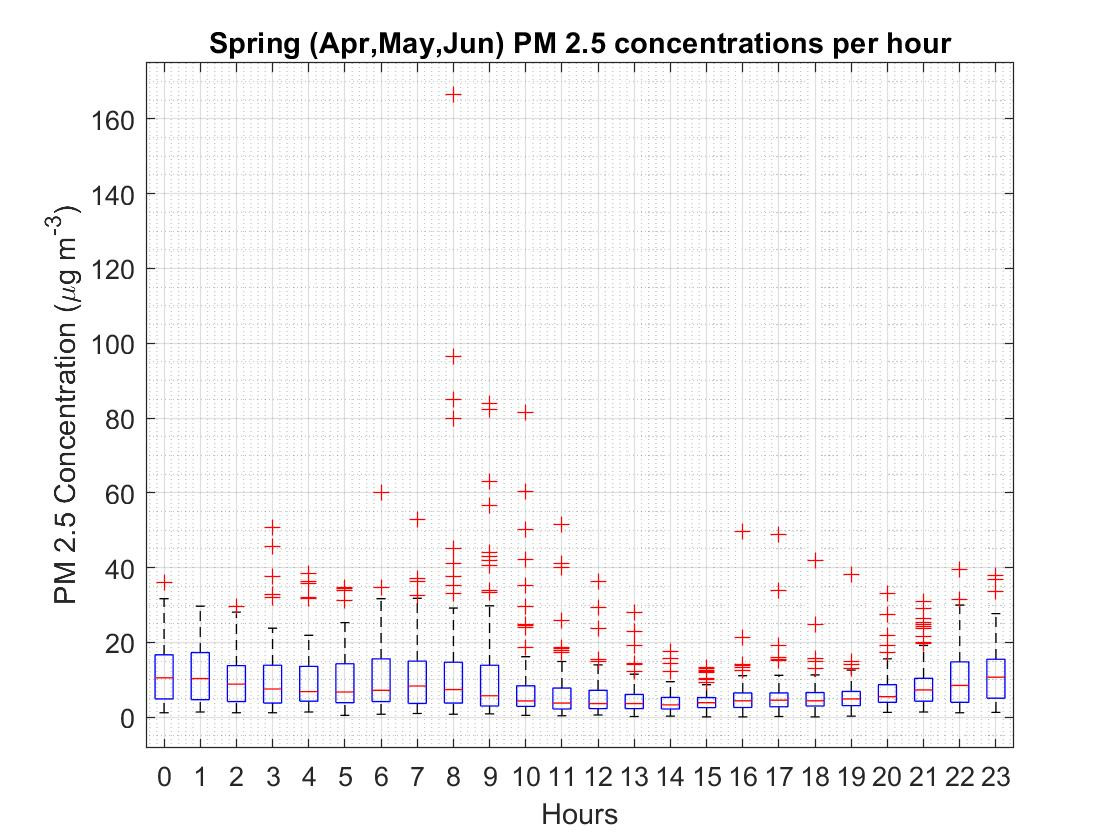 Spring (Apr,May,Jun) PM 2.5 concentrations per hour
PM 2.5 Concentration (μg m-3)
160
140
120
100
80
60
40
20
0
0 1 2 3 4 5 6 7 8 9 10 11 12 13 14 15 16 17 18 19 20 21 22 23
Hours